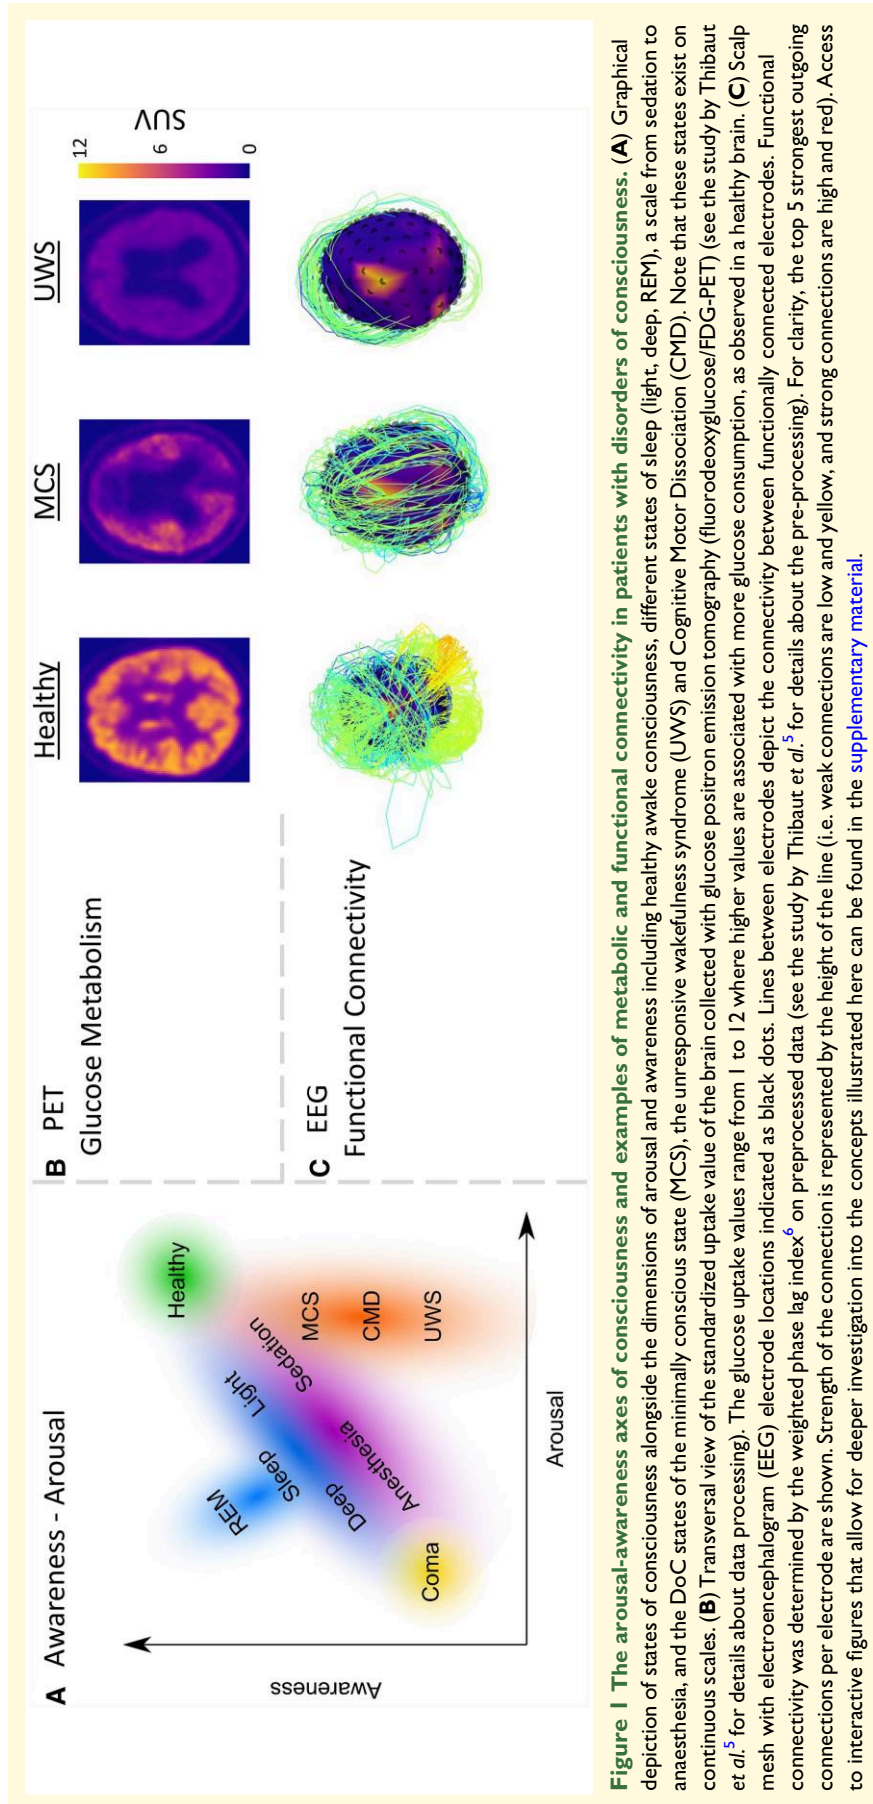 A Awareness - Arousal
Awareness
Arousal
REM
Sleep
Light
Deep
Sedation
Anesthesia
Healthy
Coma
MCS
CMD
UWS
B PET
Glucose Metabolism
Healthy
MCS
UWS
12
6
0
SUV
C EEG
Functional Connectivity
Figure 1 The arousal-awareness axes of consciousness and examples of metabolic and functional connectivity in patients with disorders of consciousness. (A) Graphical
depiction of states of consciousness alongside the dimensions of arousal and awareness including healthy awake consciousness, different states of sleep (light, deep, REM), a scale from sedation to
anaesthesia, and the DoC states of the minimally conscious state (MCS), the unresponsive wakefulness syndrome (UWS) and Cognitive Motor Dissociation (CMD). Note that these states exist on
continuous scales. (B) Transversal view of the standardized uptake value of the brain collected with glucose positron emission tomography (fluorodeoxyglucose/FDG-PET) (see the study by Thibaut
et al.5 for details about data processing). The glucose uptake values range from 1 to 12 where higher values are associated with more glucose consumption, as observed in a healthy brain. (C) Scalp
mesh with electroencephalogram (EEG) electrode locations indicated as black dots. Lines between electrodes depict the connectivity between functionally connected electrodes. Functional
connectivity was determined by the weighted phase lag index6 on preprocessed data (see the study by Thibaut et al.5 for details about the pre-processing). For clarity, the top 5 strongest outgoing
connections per electrode are shown. Strength of the connection is represented by the height of the line (i.e. weak connections are low and yellow, and strong connections are high and red). Access
to interactive figures that allow for deeper investigation into the concepts illustrated here can be found in the supplementary material.